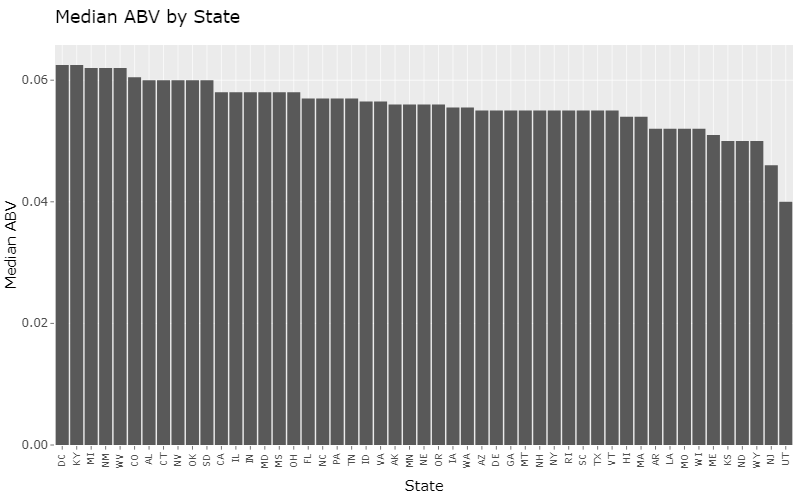 Median ABV by State
0.06
0.04
0.02
0.00
Median ABV
DC KY MI NM WV CO AL CT NV OK SD CA IL IN MD MS OH FL NC PA TN ID VA AK MN NE OR IA WA AZ DE GA MT NH NY RI SC TX VT HI MA AR LA MO WI ME KS ND WY NJ UT
State